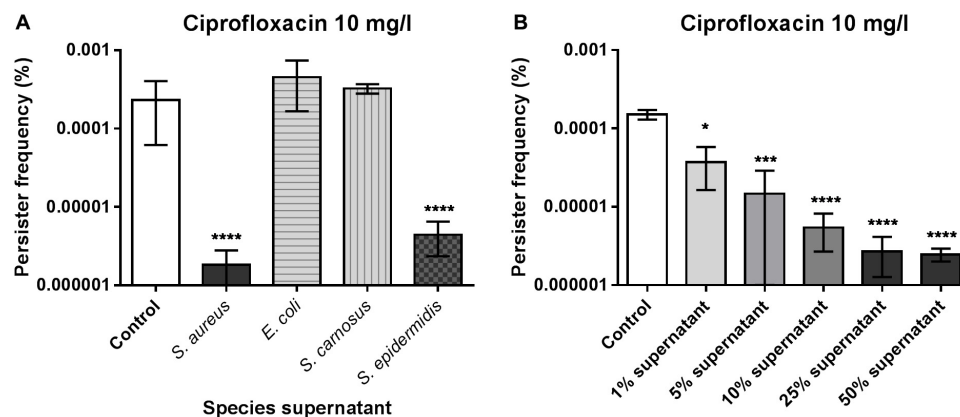 A
Ciprofloxacin 10 mg/l
Persister frequency (%)
0.001
0.0001
0.00001
0.000001
****
****
Control
S. aureus
E. coli
S. carnosus
S. epidermidis
Species supernatant
B
Ciprofloxacin 10 mg/l
Persister frequency (%)
0.001
0.0001
0.00001
0.000001
*
***
****
****
****
Control
1% supernatant
5% supernatant
10% supernatant
25% supernatant
50% supernatant